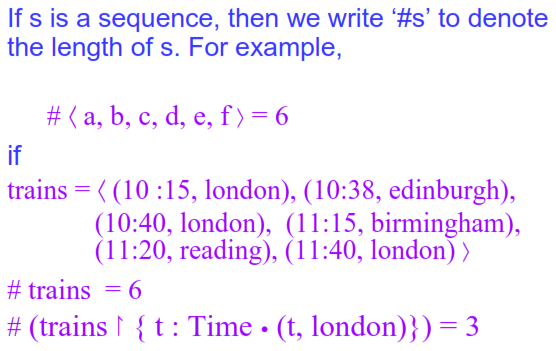 If s is a sequence, then we write ‘#s’ to denote
the length of s. For example,
# ⟨ a, b, c, d, e, f ⟩ = 6
if
trains = ⟨ (10 :15, london), (10:38, edinburgh),
(10:40, london), (11:15, birmingham),
(11:20, reading), (11:40, london) ⟩
# trains = 6
# (trains ↾ { t : Time • (t, london)}) = 3